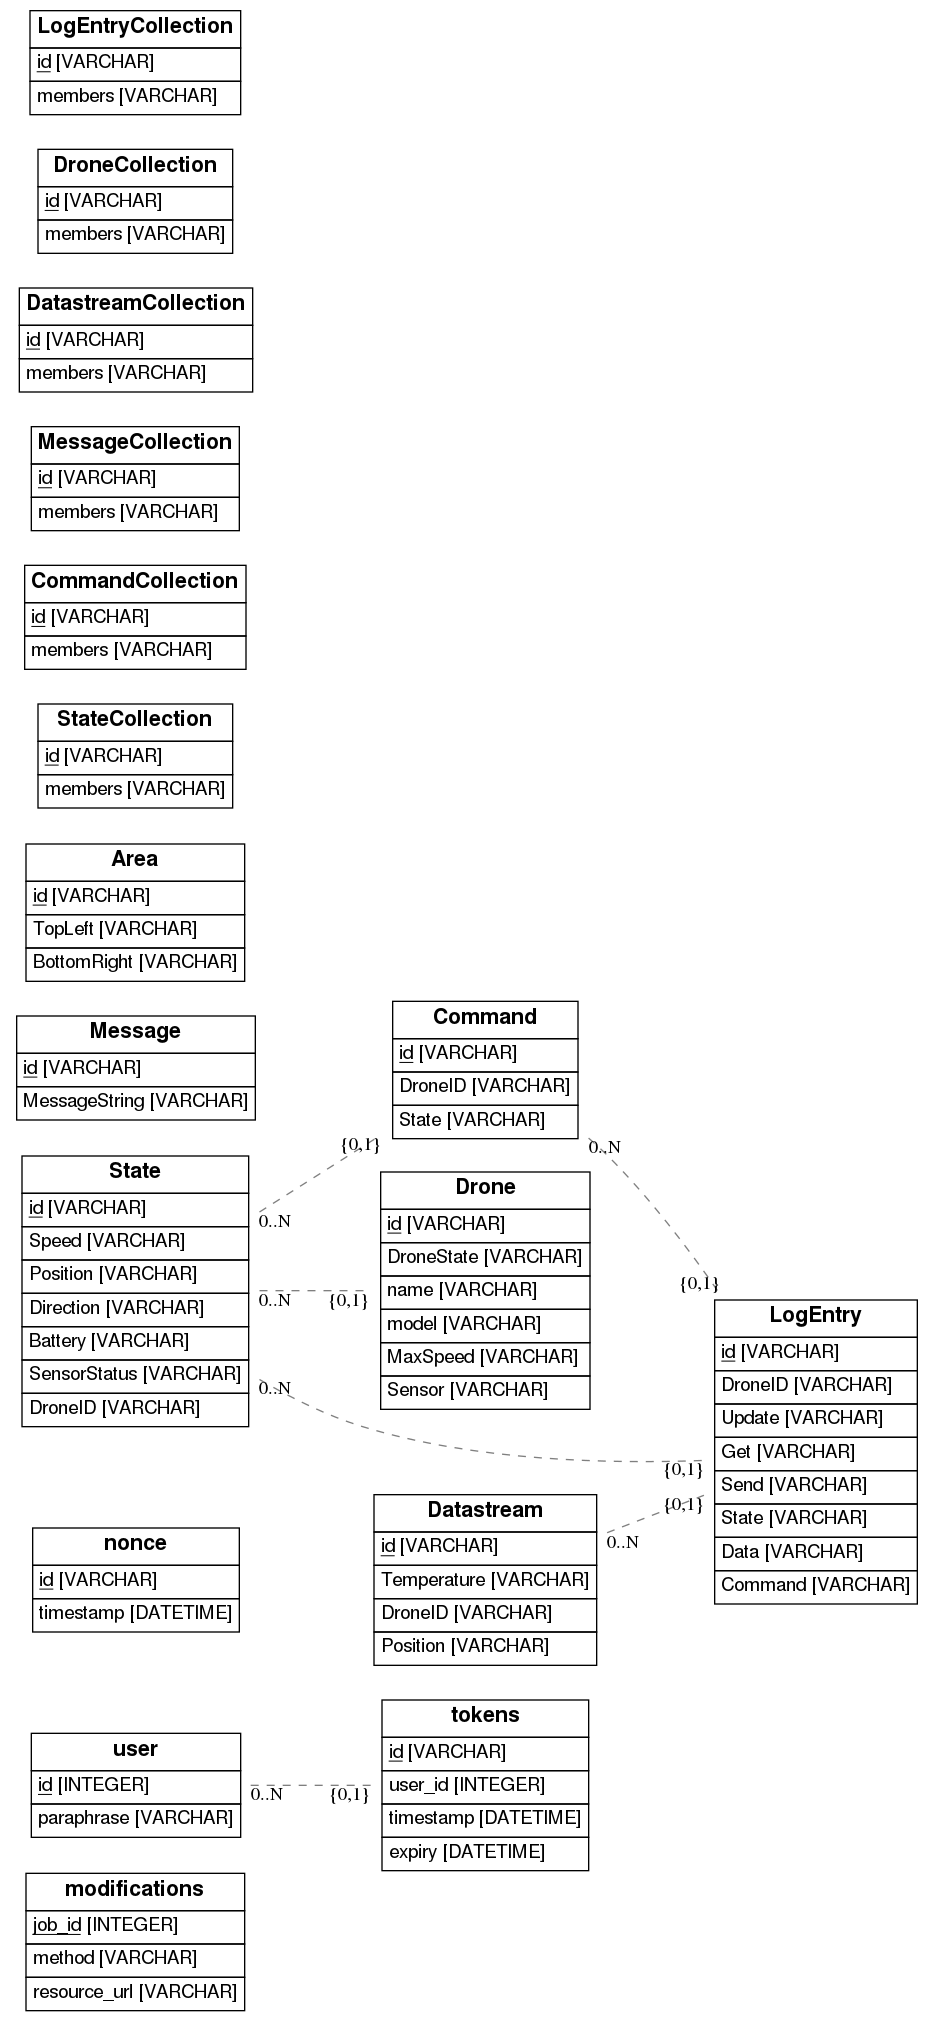 LogEntryCollection
id [VARCHAR]
members [VARCHAR]
DroneCollection
id [VARCHAR]
members [VARCHAR]
DatastreamCollection
id [VARCHAR]
members [VARCHAR]
MessageCollection
id [VARCHAR]
members [VARCHAR]
CommandCollection
id [VARCHAR]
members [VARCHAR]
StateCollection
id [VARCHAR]
members [VARCHAR]
Area
id [VARCHAR]
TopLeft [VARCHAR]
BottomRight [VARCHAR]
Message
id [VARCHAR]
MessageString [VARCHAR]
Command
id [VARCHAR]
DroneID [VARCHAR]
State [VARCHAR]
{0,1}
0..N
State
id [VARCHAR]
Speed [VARCHAR]
Position [VARCHAR]
Direction [VARCHAR]
Battery [VARCHAR]
SensorStatus [VARCHAR]
DroneID [VARCHAR]
0..N
0..N
{0,1}
0..N
Drone
id [VARCHAR]
DroneState [VARCHAR]
name [VARCHAR]
model [VARCHAR]
MaxSpeed [VARCHAR]
Sensor [VARCHAR]
{0,1}
LogEntry
id [VARCHAR]
DroneID [VARCHAR]
Update [VARCHAR]
Get [VARCHAR]
Send [VARCHAR]
State [VARCHAR]
Data [VARCHAR]
Command [VARCHAR]
{0,1}
{0,1}
0..N
Datastream
id [VARCHAR]
Temperature [VARCHAR]
DroneID [VARCHAR]
Position [VARCHAR]
nonce
id [VARCHAR]
timestamp [DATETIME]
user
id [INTEGER]
paraphrase [VARCHAR]
0..N
{0,1}
tokens
id [VARCHAR]
user_id [INTEGER]
timestamp [DATETIME]
expiry [DATETIME]
modifications
job_id [INTEGER]
method [VARCHAR]
resource_url [VARCHAR]